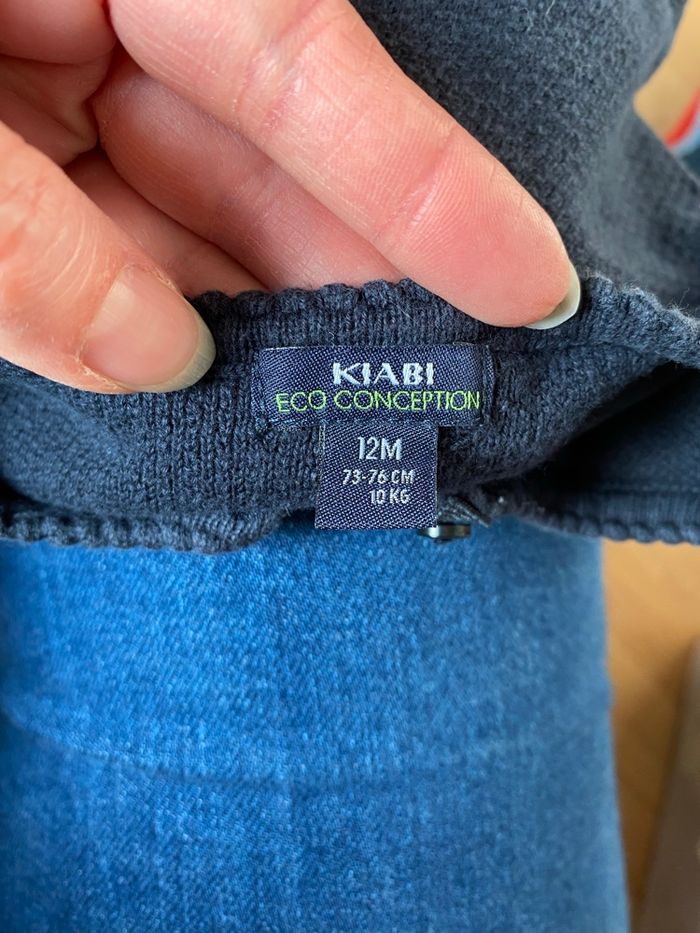 KIABI
ECO CONCEPTION
12M
73-76 CM
10 KG